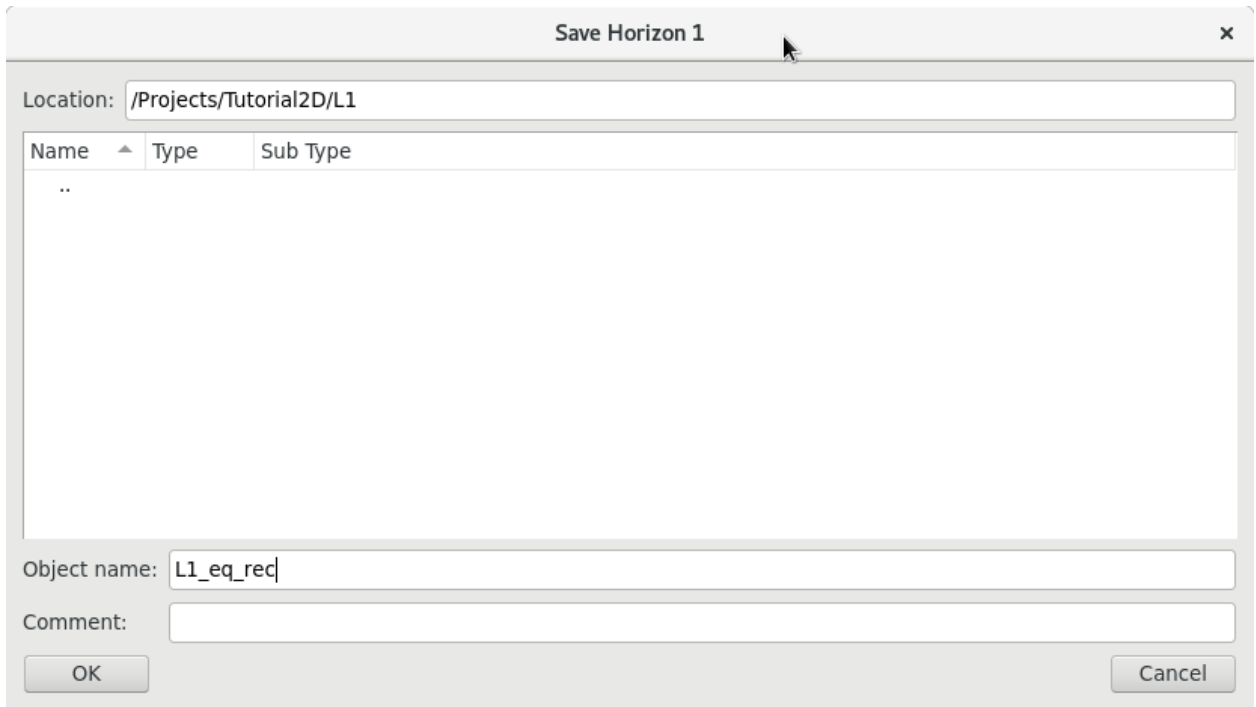 Save Horizon 1
Location: /Projects/Tutorial2D/L1
Name Type Sub Type
..
Object name: L1_eq_rec
Comment:
OK Cancel